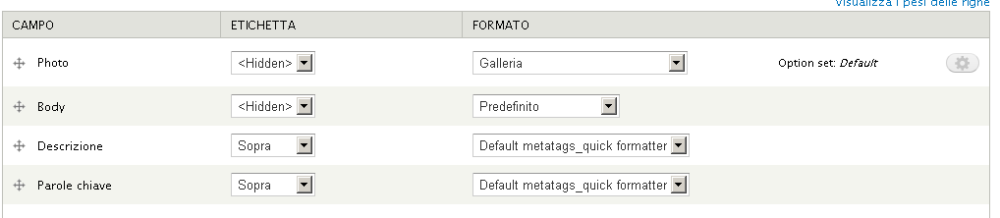 Visualizza i pesi delle righe
CAMPO ETICHETTA FORMATO
Photo <Hidden> Galleria Option set: Default
Body <Hidden> Predefinito
Descrizione Sopra Default metatags_quick formatter
Parole chiave Sopra Default metatags_quick formatter